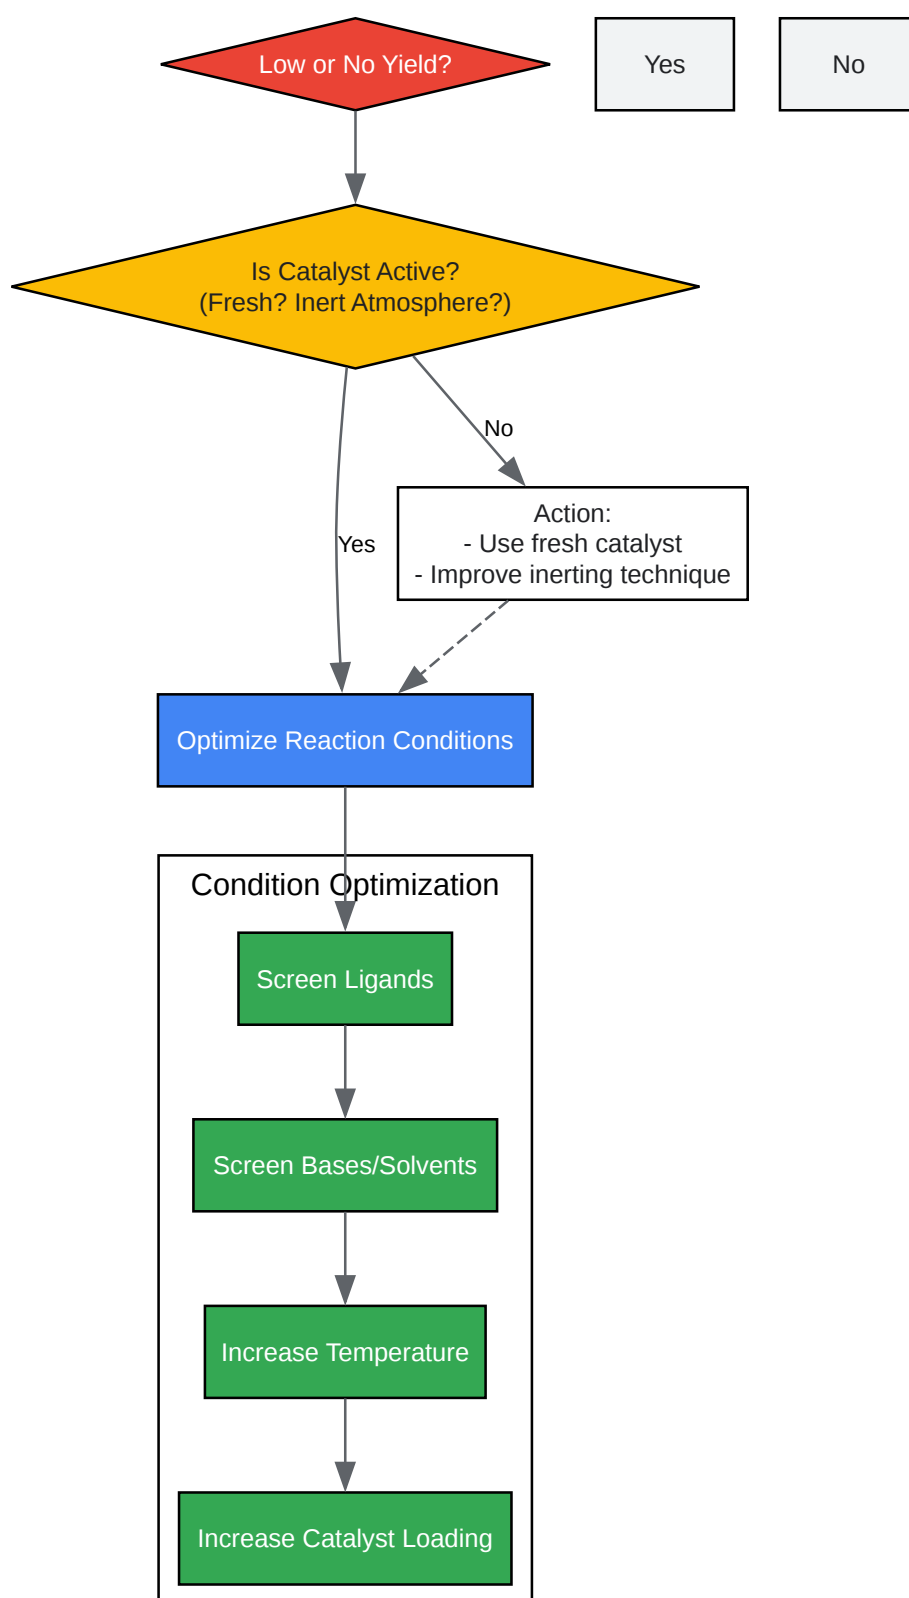 Low or No Yield?
Yes
No
Is Catalyst Active?
(Fresh? Inert Atmosphere?)
No
Action:
- Use fresh catalyst
- Improve inerting technique
Yes
Optimize Reaction Conditions
Condition Optimization
Screen Ligands
Screen Bases/Solvents
Increase Temperature
Increase Catalyst Loading